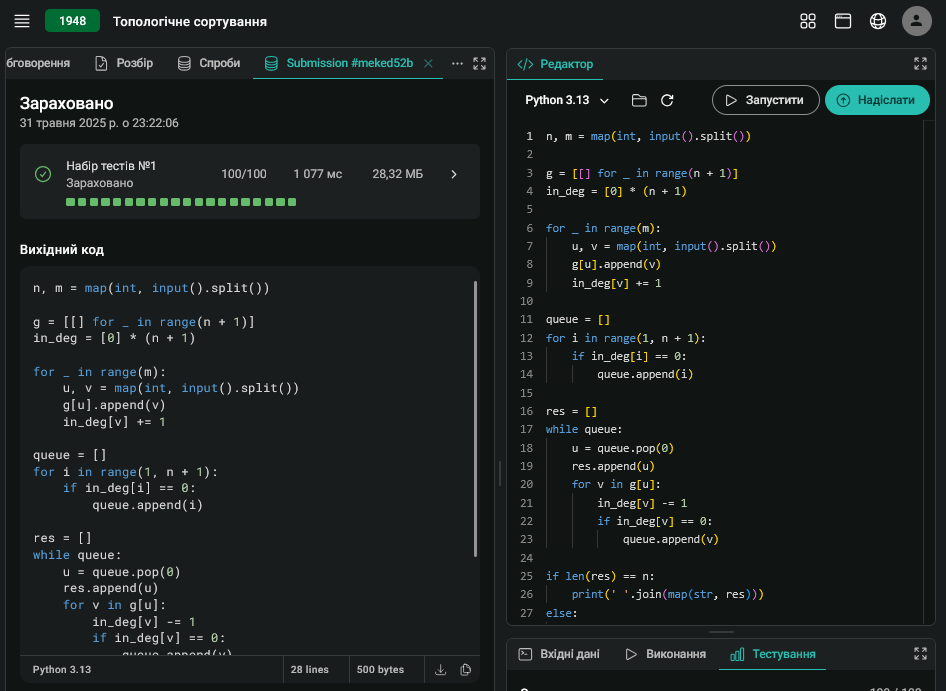 1948 Топологічне сортування
бговорення Розбір Спроби Submission #meked52b
Зараховано
31 травня 2025 р. о 23:22:06
Набір тестів №1 100/100 1 077 мс 28,32 МБ
Зараховано
Вихідний код
n, m = map(int, input().split())
g = [[] for _ in range(n + 1)]
in_deg = [0] * (n + 1)
for _ in range(m):
    u, v = map(int, input().split())
    g[u].append(v)
    in_deg[v] += 1
queue = []
for i in range(1, n + 1):
    if in_deg[i] == 0:
        queue.append(i)
res = []
while queue:
    u = queue.pop(0)
    res.append(u)
    for v in g[u]:
        in_deg[v] -= 1
        if in_deg[v] == 0:
            queue.append(v)
Python 3.13 28 lines 500 bytes
Редактор
Python 3.13 Запустити Надіслати
1 n, m = map(int, input().split())
2
3 g = [[] for _ in range(n + 1)]
4 in_deg = [0] * (n + 1)
5
6 for _ in range(m):
7     u, v = map(int, input().split())
8     g[u].append(v)
9     in_deg[v] += 1
10
11 queue = []
12 for i in range(1, n + 1):
13     if in_deg[i] == 0:
14         queue.append(i)
15
16 res = []
17 while queue:
18     u = queue.pop(0)
19     res.append(u)
20     for v in g[u]:
21         in_deg[v] -= 1
22         if in_deg[v] == 0:
23             queue.append(v)
24
25 if len(res) == n:
26     print(' '.join(map(str, res)))
27 else:
Вхідні дані Виконання Тестування